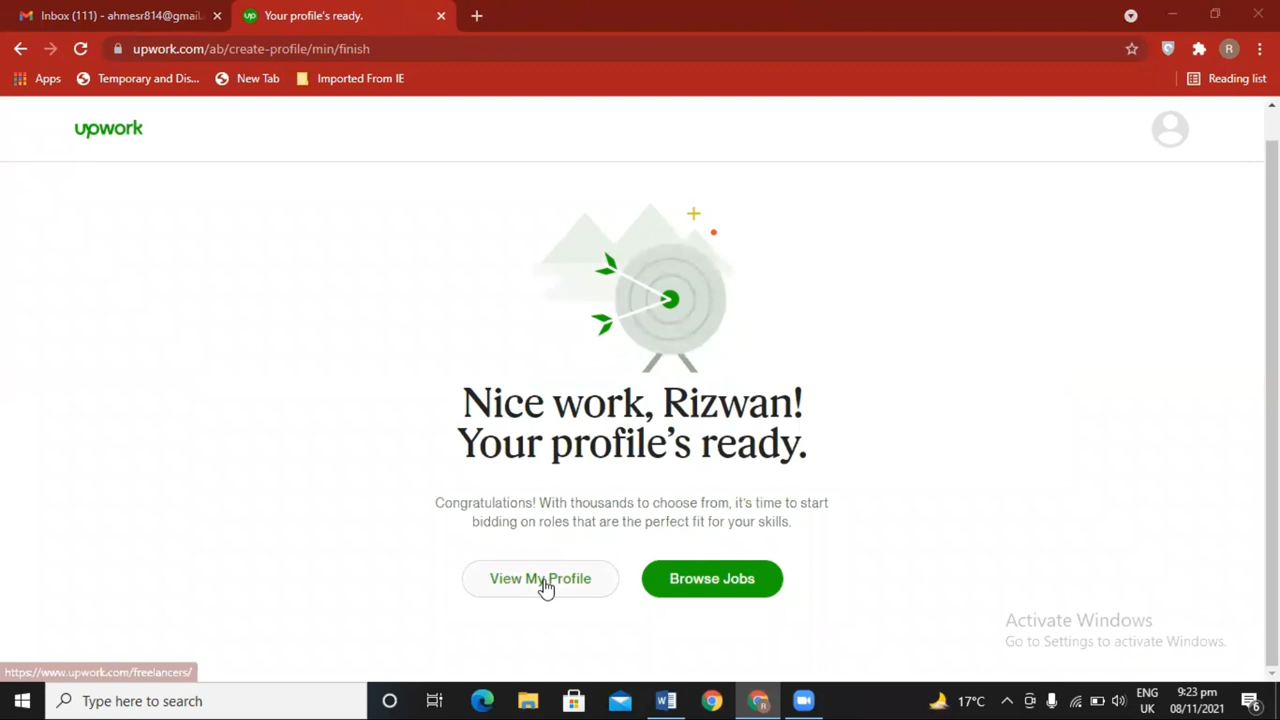 Inbox (111) - ahmesr814@gmail.
up Your profile's ready.
upwork.com/ab/create-profile/min/finish
R
Apps Temporary and Dis... New Tab Imported From IE Reading list
upwork
Nice work, Rizwan!
Your profile's ready.
Congratulations! With thousands to choose from, it's time to start
bidding on roles that are the perfect fit for your skills.
View My Profile Browse Jobs
Activate Windows
Go to Settings to activate Windows.
https://www.upwork.com/freelancers/
Type here to search
17°C
ENG
UK
9:23 pm
08/11/2021
6